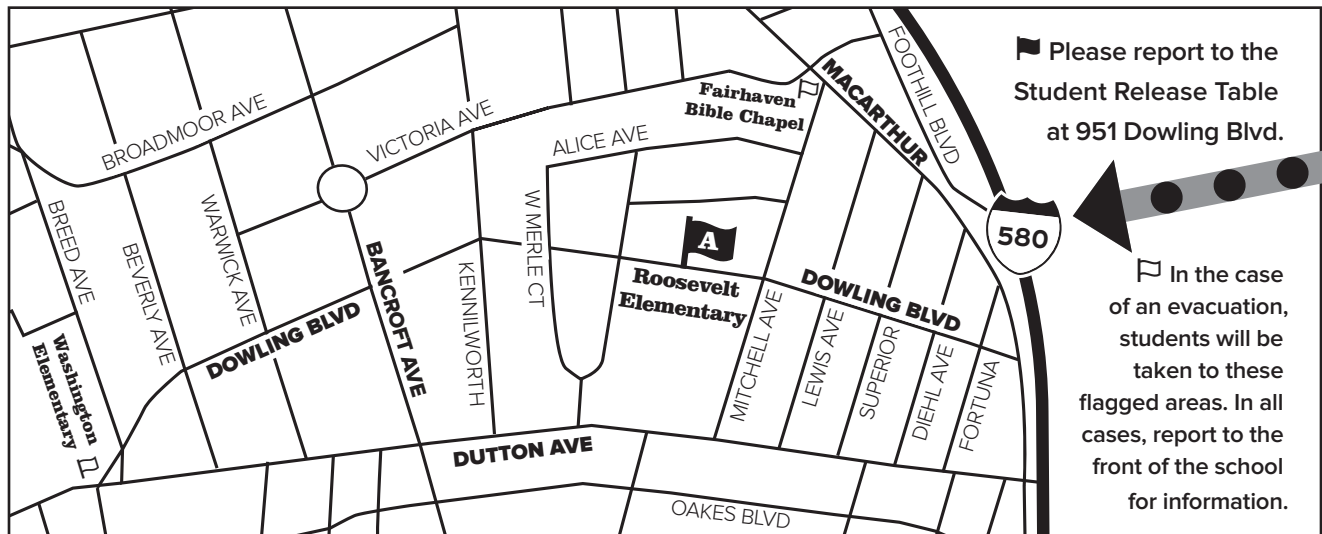 Please report to the
Student Release Table
at 951 Dowling Blvd.
580
In the case
of an evacuation,
students will be
taken to these
flagged areas. In all
cases, report to the
front of the school
for information.
FOOTHILL BLVD
MACARTHUR
Fairhaven
Bible Chapel
BROADMOOR AVE
VICTORIA AVE
ALICE AVE
BREED AVE
BEVERLY AVE
WARWICK AVE
BANCROFT AVE
KENNILWORTH
W MERLE CT
A
Roosevelt
Elementary
DOWLING BLVD
DOWLING BLVD
MITCHELL AVE
LEWIS AVE
SUPERIOR
DIEHL AVE
FORTUNA
Washington
Elementary
DUTTON AVE
OAKES BLVD